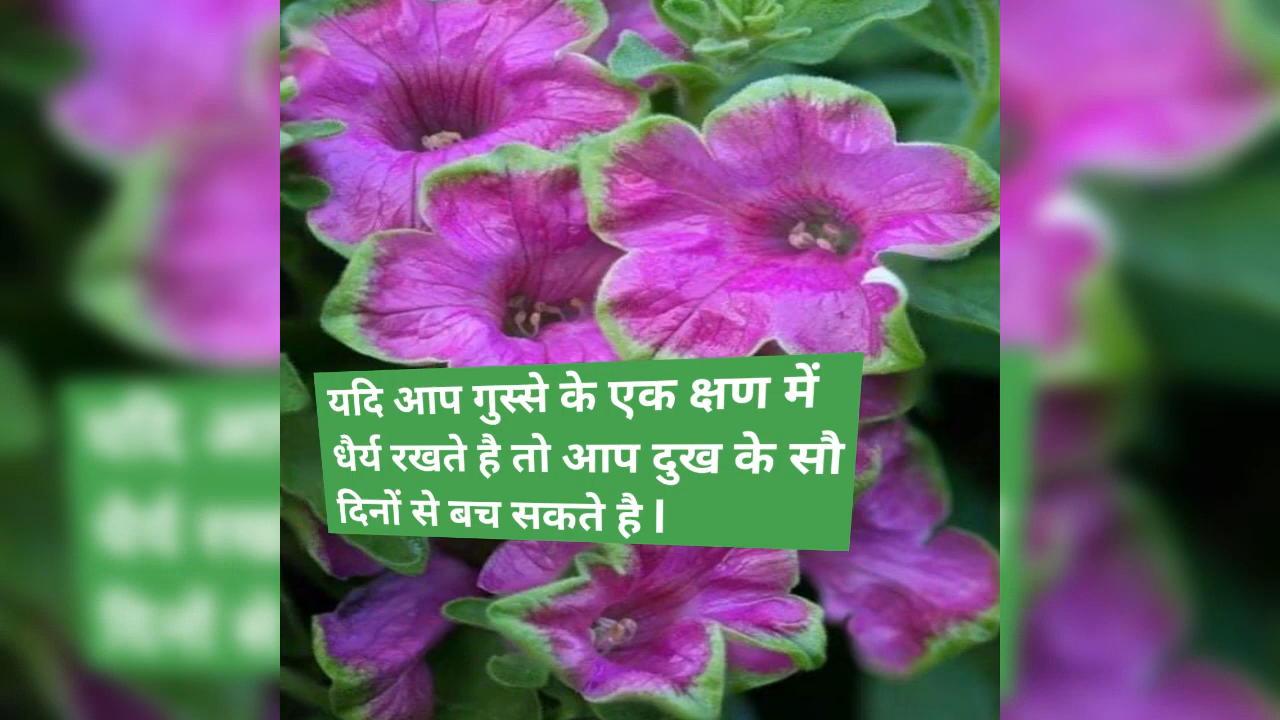 यदि आप गुस्से के एक क्षण में
धैर्य रखते है तो आप दुख के सौ
दिनों से बच सकते है ।